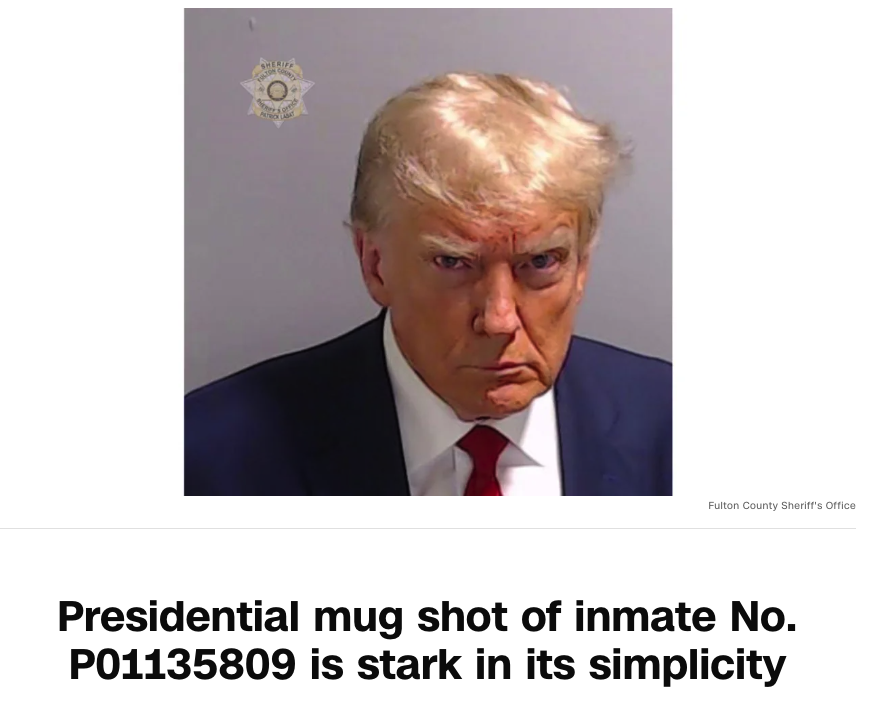 SHERIFF
FULTON COUNTY
SHERIFF'S OFFICE
PATRICK LABAT
Fulton County Sheriff's Office
Presidential mug shot of inmate No.
P01135809 is stark in its simplicity